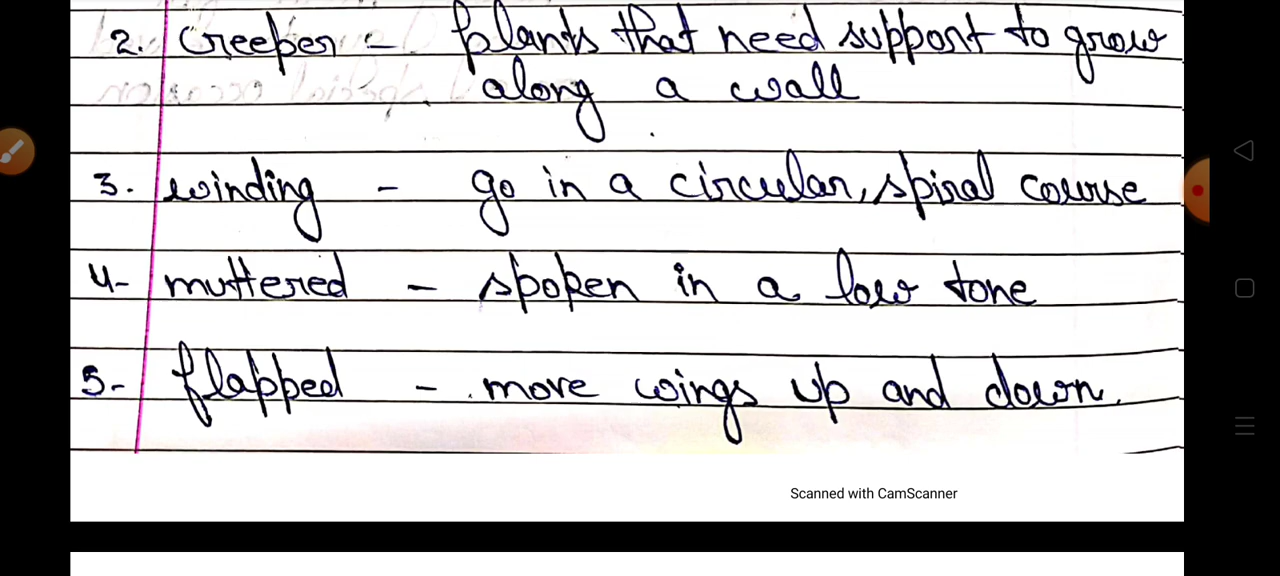 2. Creeper - plants that need support to grow
along a wall
3. winding - go in a circular, spiral course
4- muttered - spoken in a low tone
5- flapped - move wings up and down.
Scanned with CamScanner